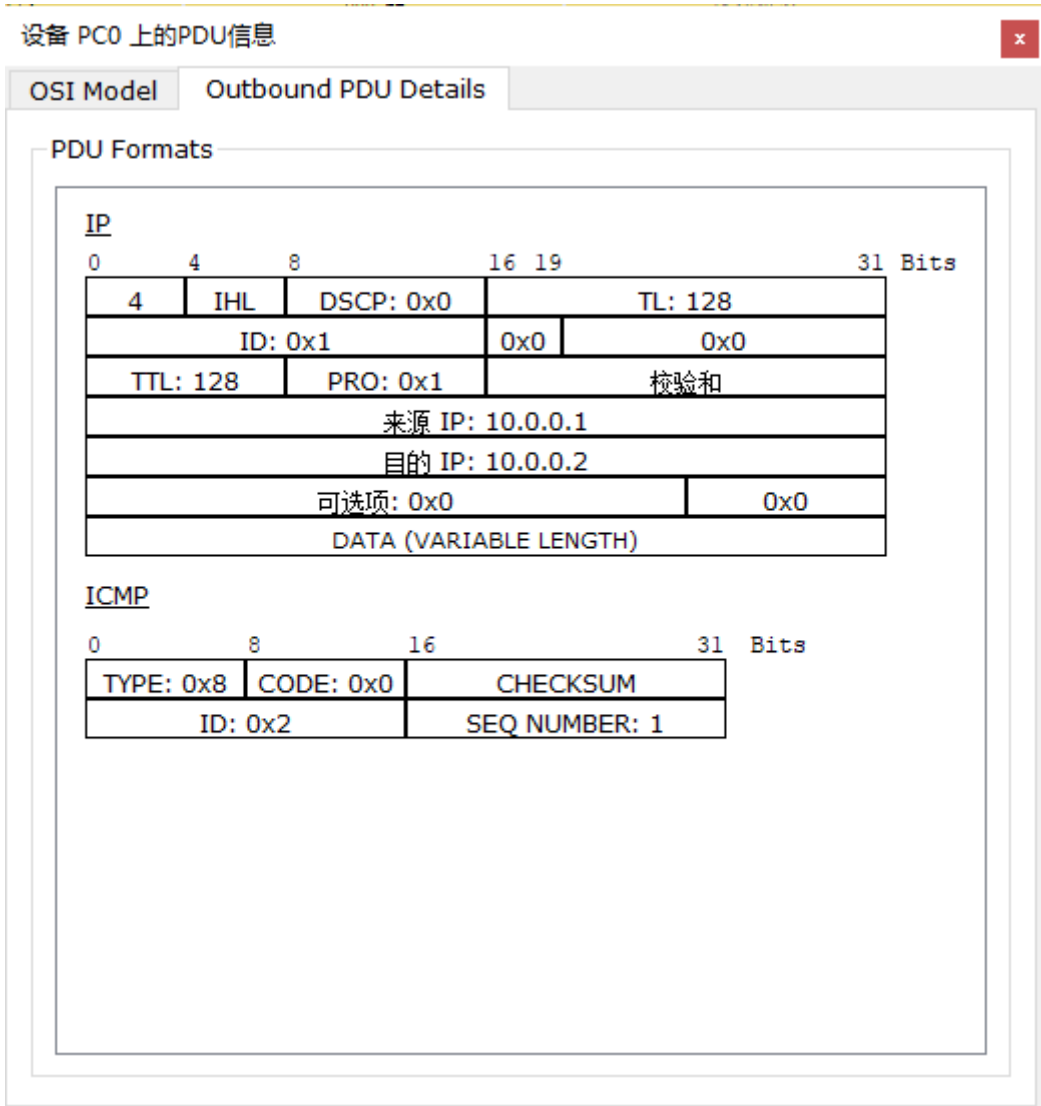 设备 PC0 上的PDU信息 x
OSI Model Outbound PDU Details
PDU Formats
IP
0 4 8 16 19 31 Bits
4 IHL DSCP: 0x0 TL: 128
ID: 0x1 0x0 0x0
TTL: 128 PRO: 0x1 校验和
来源 IP: 10.0.0.1
目的 IP: 10.0.0.2
可选项: 0x0 0x0
DATA (VARIABLE LENGTH)
ICMP
0 8 16 31 Bits
TYPE: 0x8 CODE: 0x0 CHECKSUM
ID: 0x2 SEQ NUMBER: 1